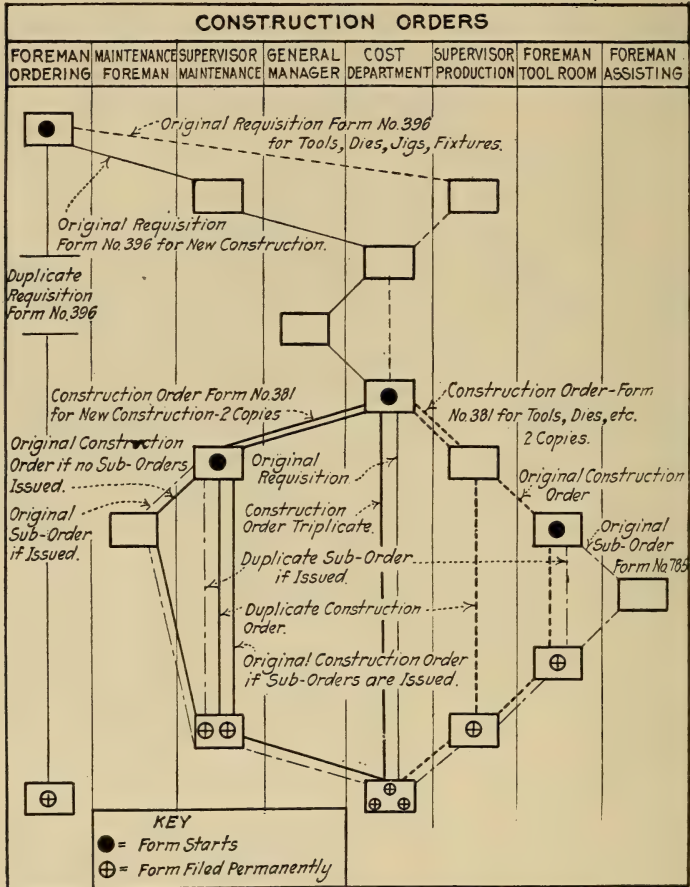 CONSTRUCTION ORDERS
FOREMAN ORDERING
MAINTENANCE FOREMAN
SUPERVISOR MAINTENANCE
GENERAL MANAGER
COST DEPARTMENT
SUPERVISOR PRODUCTION
FOREMAN TOOL ROOM
FOREMAN ASSISTING
Original Requisition Form No.396
for Tools, Dies, Jigs, Fixtures.
Original Requisition
Form No.396 for New Construction.
Duplicate
Requisition
Form No.396
Construction Order Form No.381
for New Construction-2 Copies
Construction Order-Form
No.381 for Tools, Dies, etc.
2 Copies.
Original Construction
Order if no Sub-Orders
Issued.
Original
Requisition
Original Construction
Order
Original
Sub-Order
if Issued.
Construction
Order Triplicate.
Original
Sub-Order
Form No.785
Duplicate Sub-Order
if Issued.
Duplicate Construction
Order.
Original Construction Order
if Sub-Orders are Issued.
KEY
= Form Starts
= Form Filed Permanently